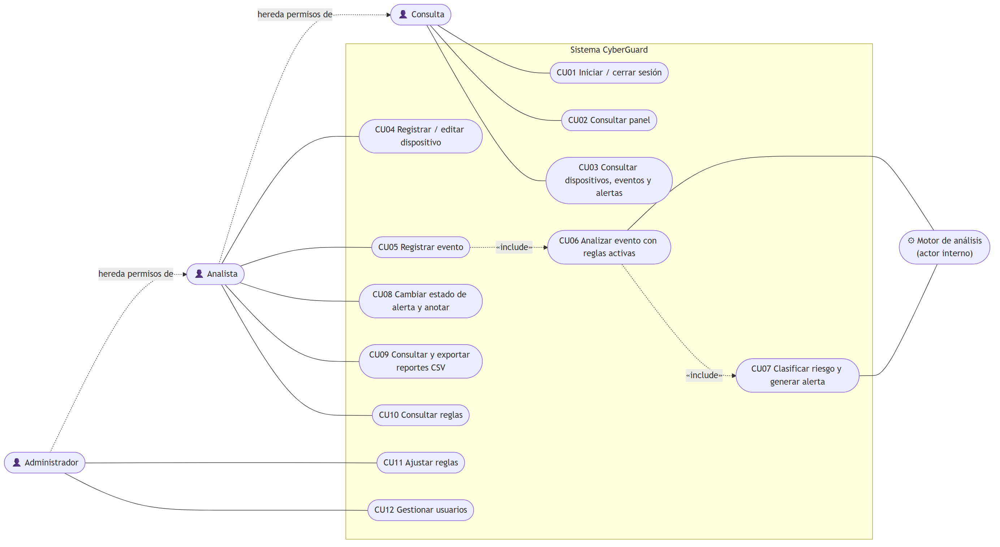 hereda permisos de
Consulta
Sistema CyberGuard
CU01 Iniciar / cerrar sesión
CU02 Consultar panel
CU04 Registrar / editar
dispositivo
CU03 Consultar
dispositivos, eventos y
alertas
CU05 Registrar evento
«include»
CU06 Analizar evento con
reglas activas
Motor de análisis
(actor interno)
hereda permisos de
Analista
CU08 Cambiar estado de
alerta y anotar
CU09 Consultar y exportar
reportes CSV
«include»
CU07 Clasificar riesgo y
generar alerta
CU10 Consultar reglas
Administrador
CU11 Ajustar reglas
CU12 Gestionar usuarios